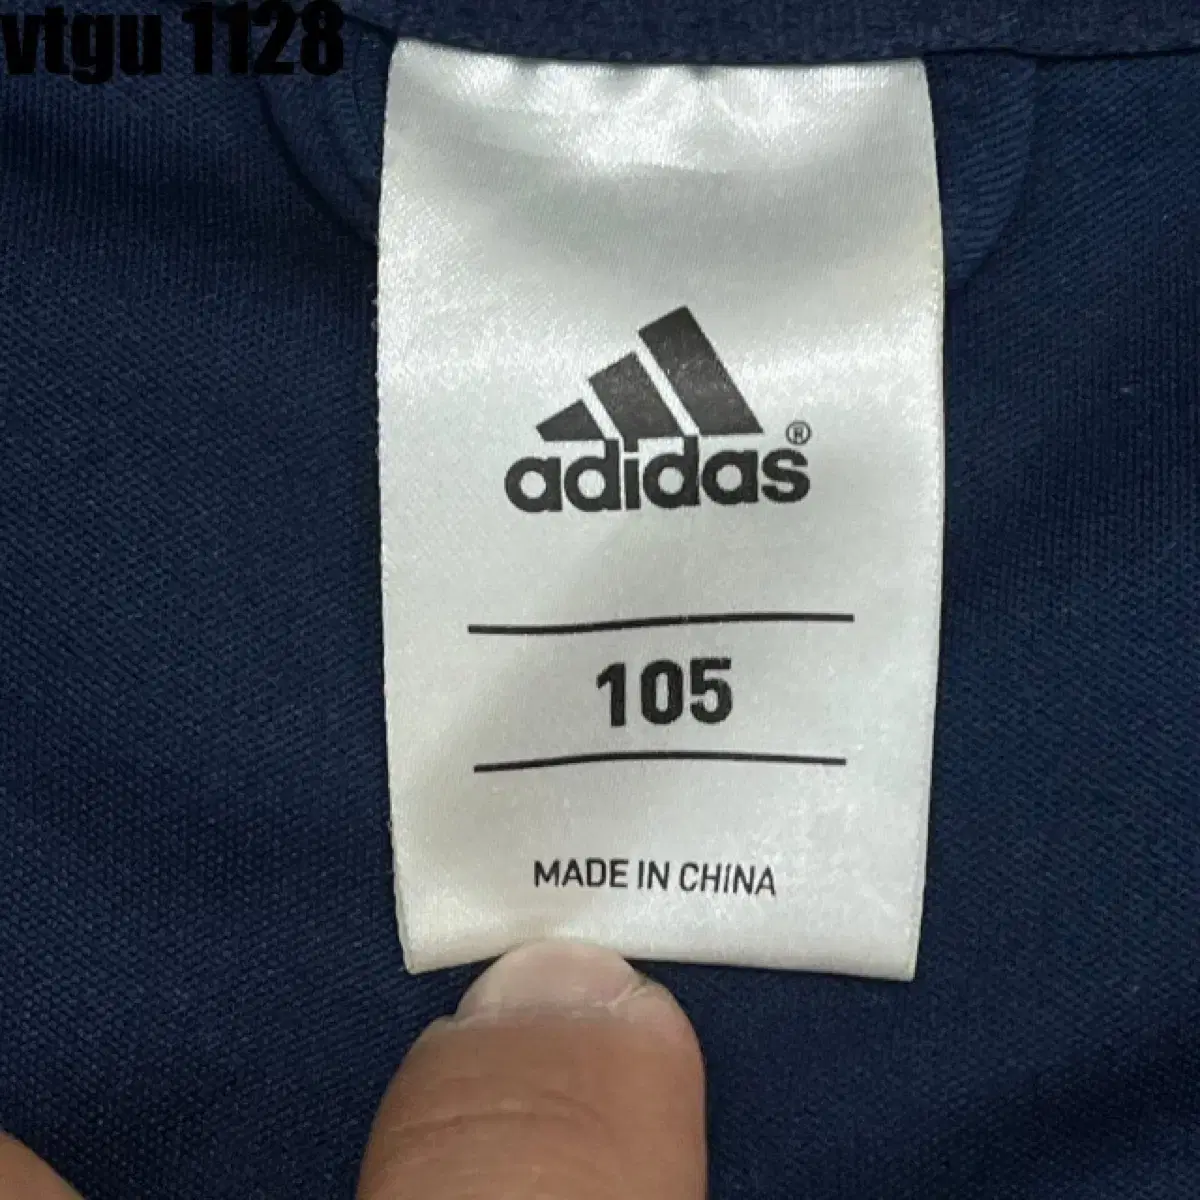 vtgu 1128
adidas®
105
MADE IN CHINA